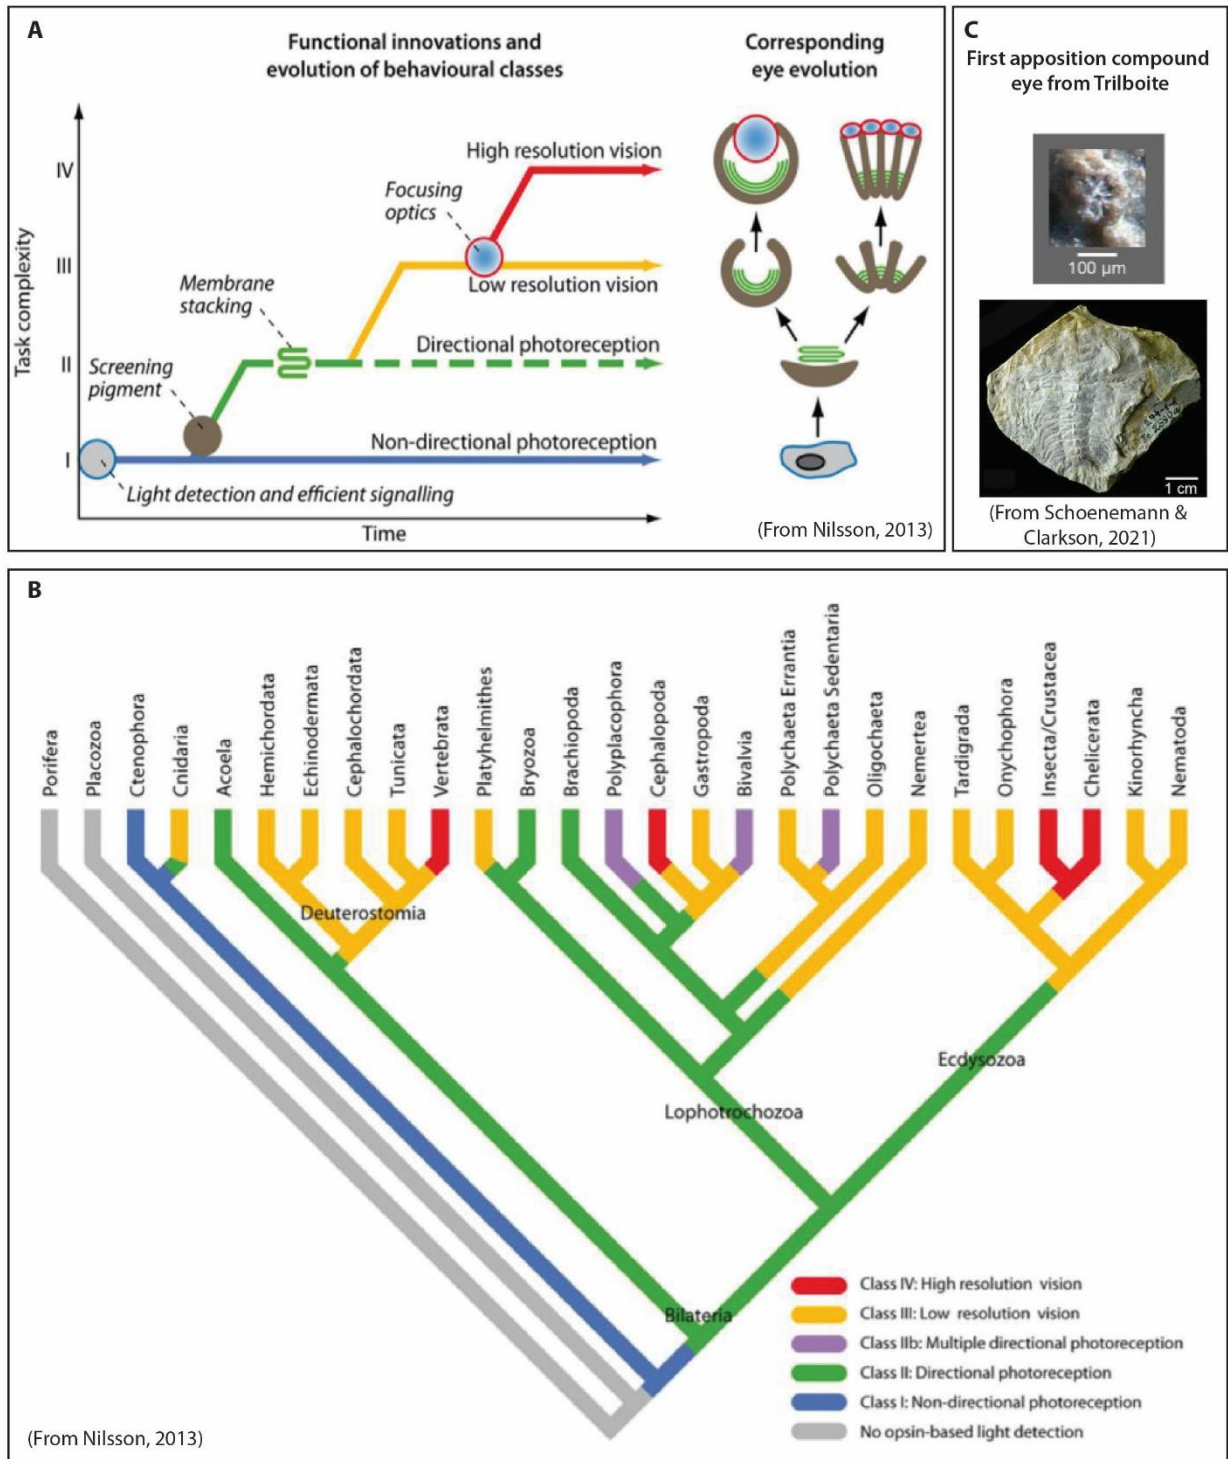 A
Functional innovations and
evolution of behavioural classes
Corresponding
eye evolution
Task complexity
IV
III
II
I
High resolution vision
Focusing
optics
Low resolution vision
Membrane
stacking
Directional photoreception
Screening
pigment
Non-directional photoreception
Light detection and efficient signalling
Time
(From Nilsson, 2013)
C
First apposition compound
eye from Trilboite
100 µm
1 cm
(From Schoenemann &
Clarkson, 2021)
B
Porifera
Placozoa
Ctenophora
Cnidaria
Acoela
Hemichordata
Echinodermata
Cephalochordata
Tunicata
Vertebrata
Platyhelmithes
Bryozoa
Brachiopoda
Polyplacophora
Cephalopoda
Gastropoda
Bivalvia
Polychaeta Errantia
Polychaeta Sedentaria
Oligochaeta
Nemertea
Tardigrada
Onychophora
Insecta/Crustacea
Chelicerata
Kinorhyncha
Nematoda
Deuterostomia
Ecdysozoa
Lophotrochozoa
Bilateria
Class IV: High resolution vision
Class III: Low resolution vision
Class IIb: Multiple directional photoreception
Class II: Directional photoreception
Class I: Non-directional photoreception
No opsin-based light detection
(From Nilsson, 2013)